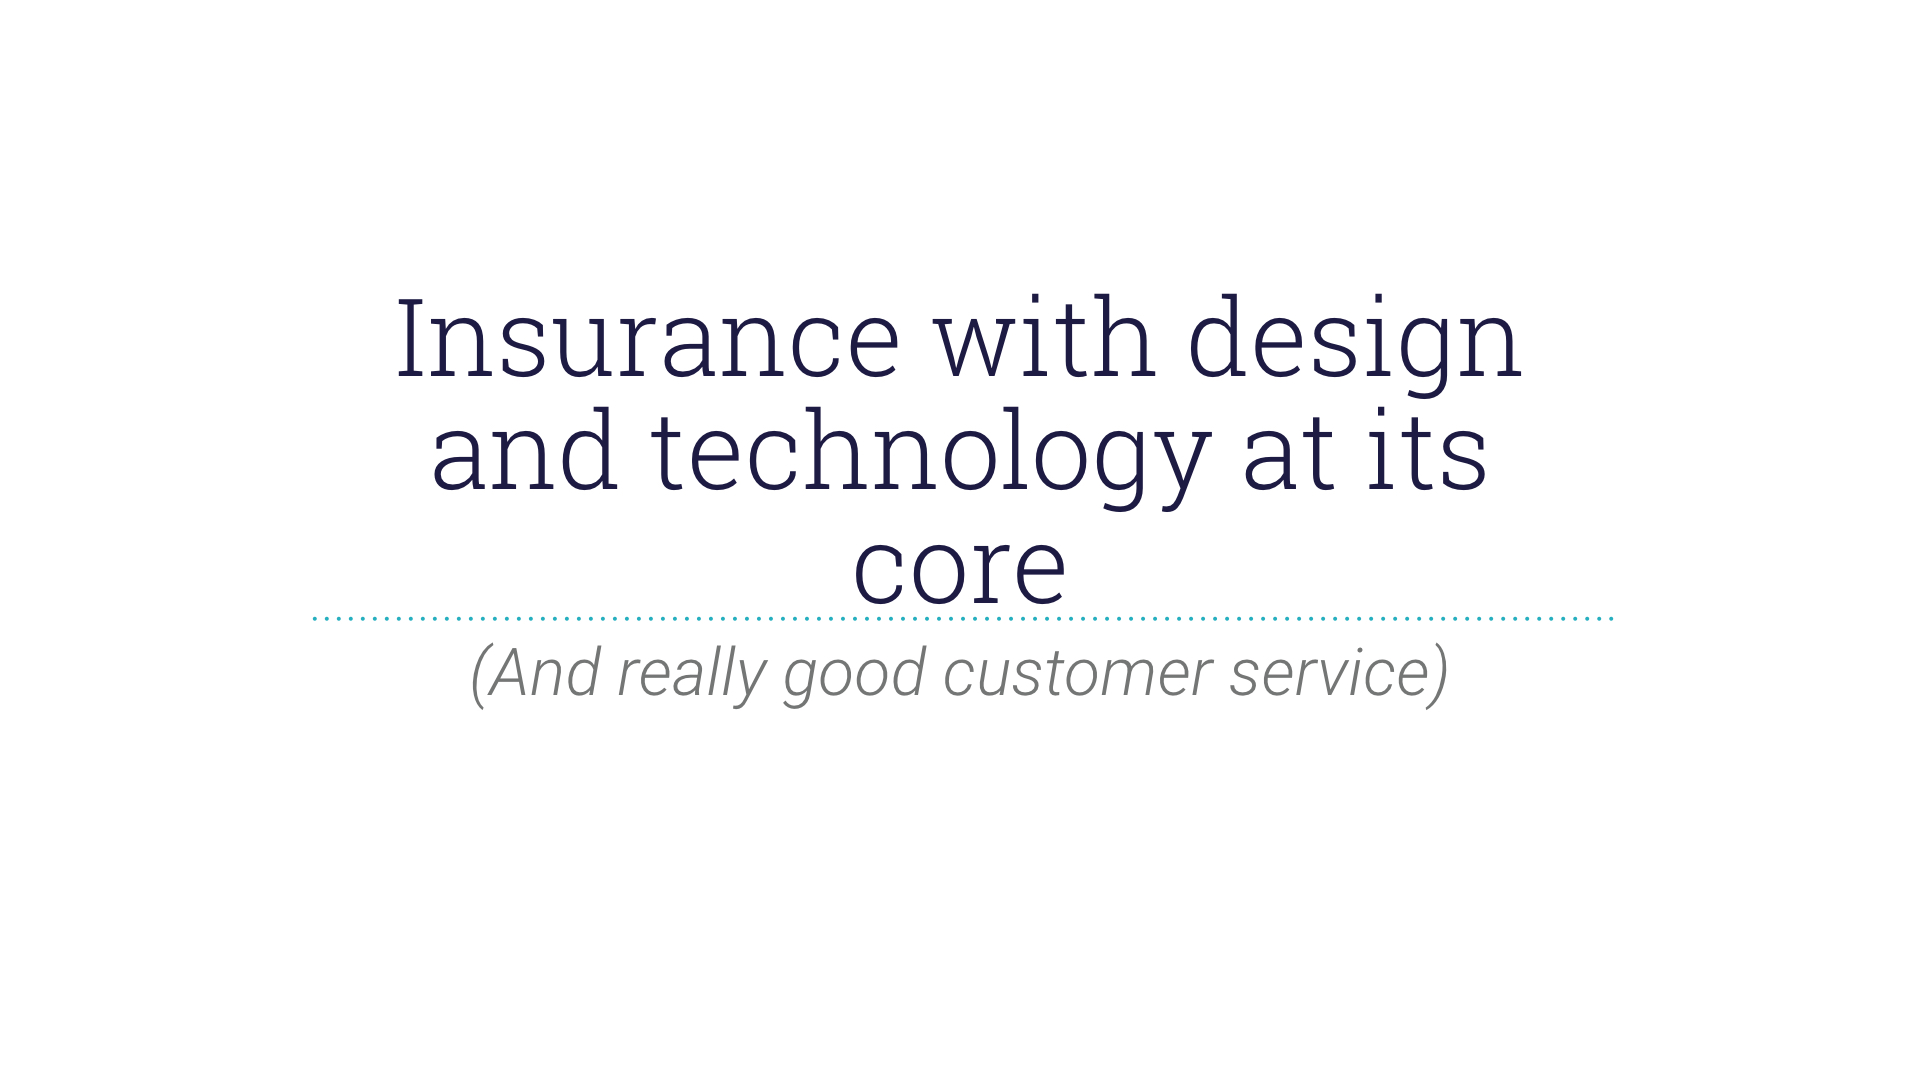 Insurance with design
and technology at its
core
(And really good customer service)